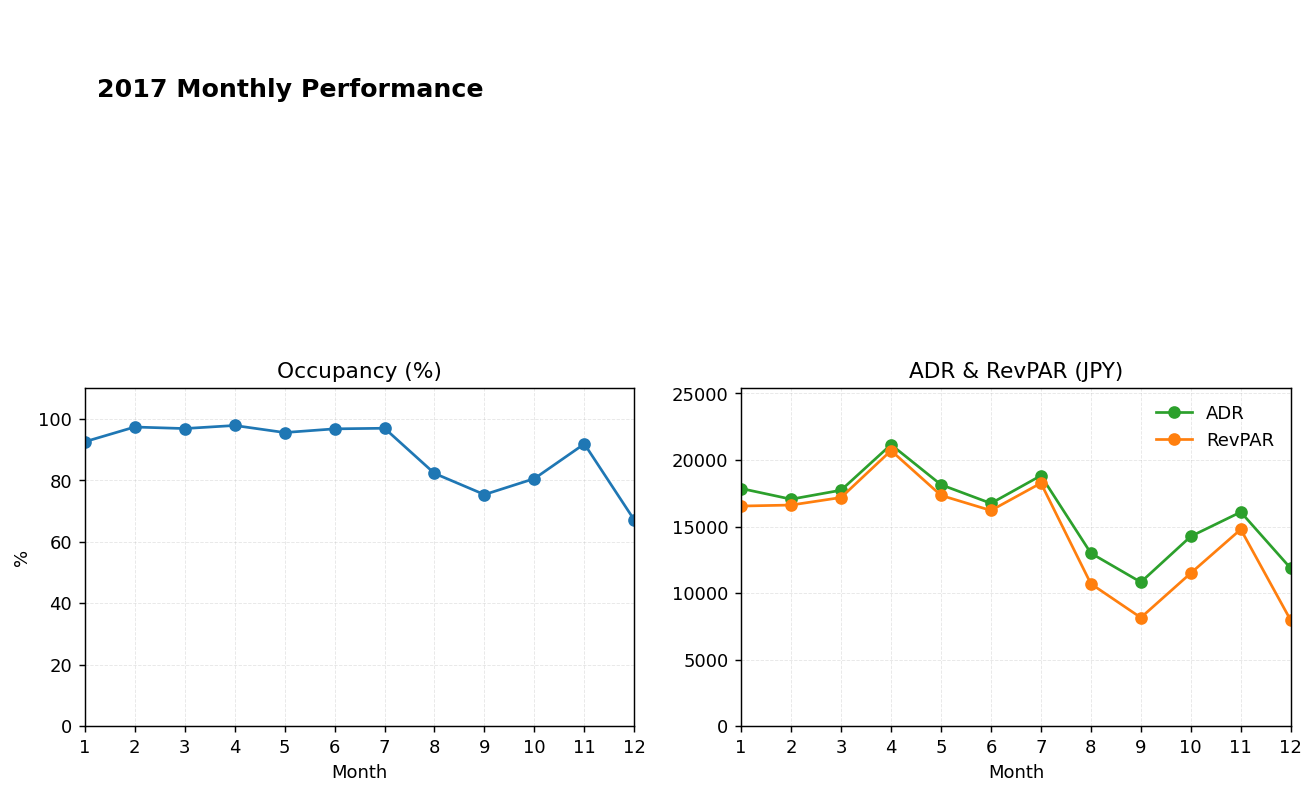 2017 Monthly Performance
Occupancy (%)
100
80
60
40
20
0
%
1 2 3 4 5 6 7 8 9 10 11 12
Month
ADR & RevPAR (JPY)
25000
20000
15000
10000
5000
0
ADR
RevPAR
1 2 3 4 5 6 7 8 9 10 11 12
Month